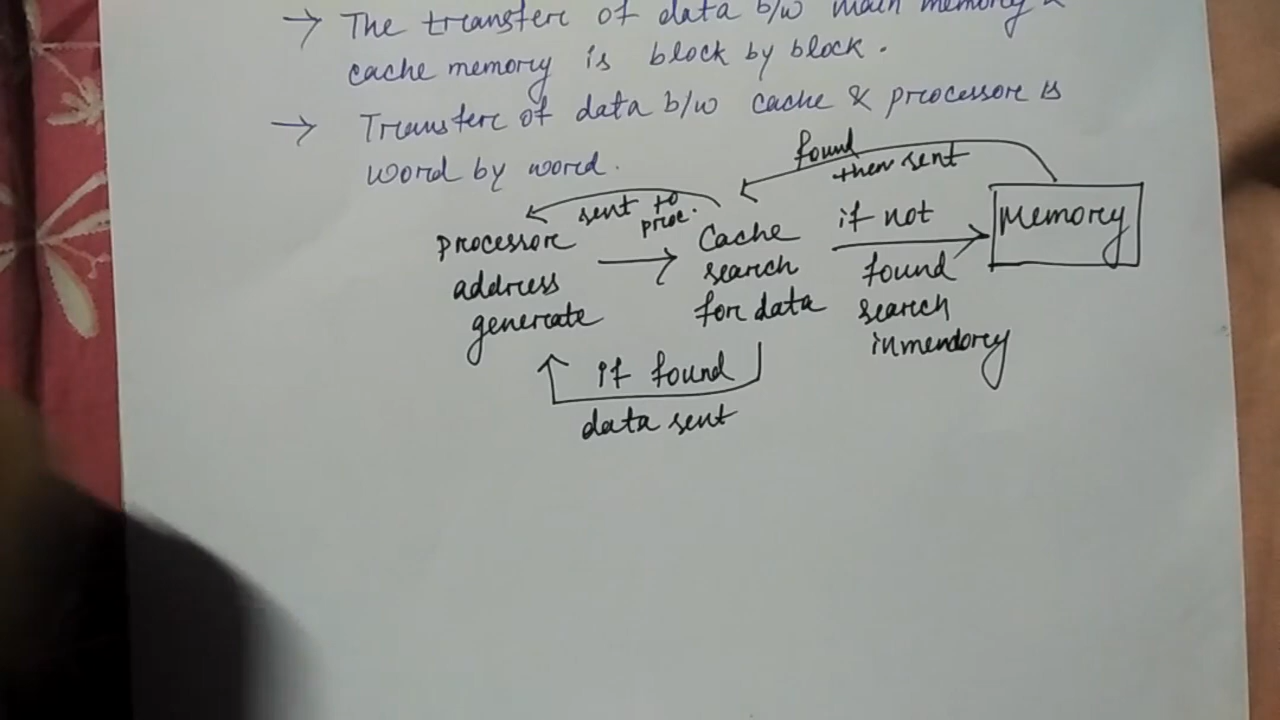 → The transfer of data b/w main memory &
cache memory is block by block.
→ Transfer of data b/w cache & processor is
word by word.
found
then sent
sent to
proc.
processor
address
generate
Cache
search
for data
if not
found
search
inmemdory
Memory
if found
data sent